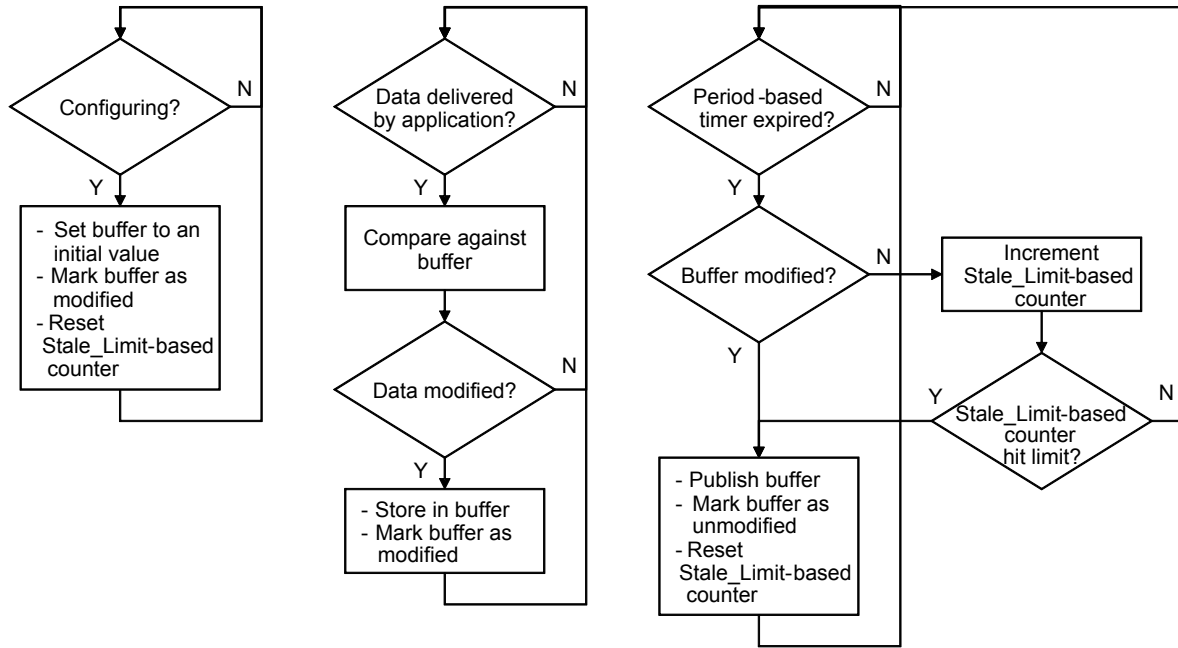 Configuring?
N
Y
- Set buffer to an
initial value
- Mark buffer as
modified
- Reset
Stale_Limit-based
counter
Data delivered
by application?
N
Y
Compare against
buffer
Data modified?
N
Y
- Store in buffer
- Mark buffer as
modified
Period-based
timer expired?
N
Y
Buffer modified?
N
Y
Increment
Stale_Limit-based
counter
Stale_Limit-based
counter
hit limit?
Y
N
- Publish buffer
- Mark buffer as
unmodified
- Reset
Stale_Limit-based
counter